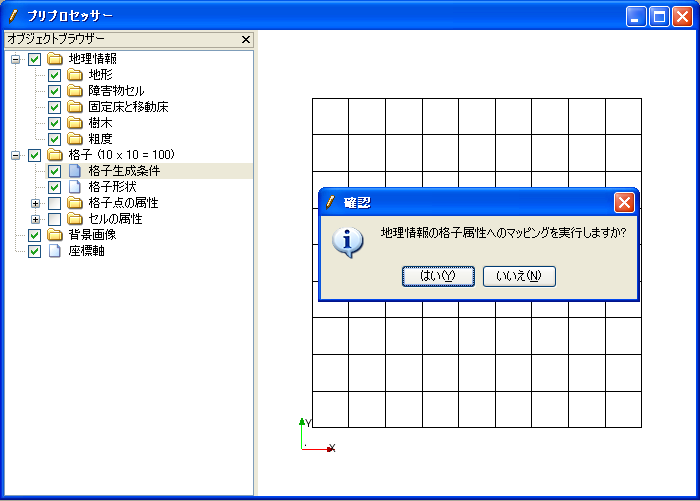 プリプロセッサー
オブジェクトブラウザー
地理情報
地形
障害物セル
固定床と移動床
樹木
粗度
格子 (10 x 10 = 100)
格子生成条件
格子形状
格子点の属性
セルの属性
背景画像
座標軸
確認
地理情報の格子属性へのマッピングを実行しますか?
はい(Y)
いいえ(N)
Y
X